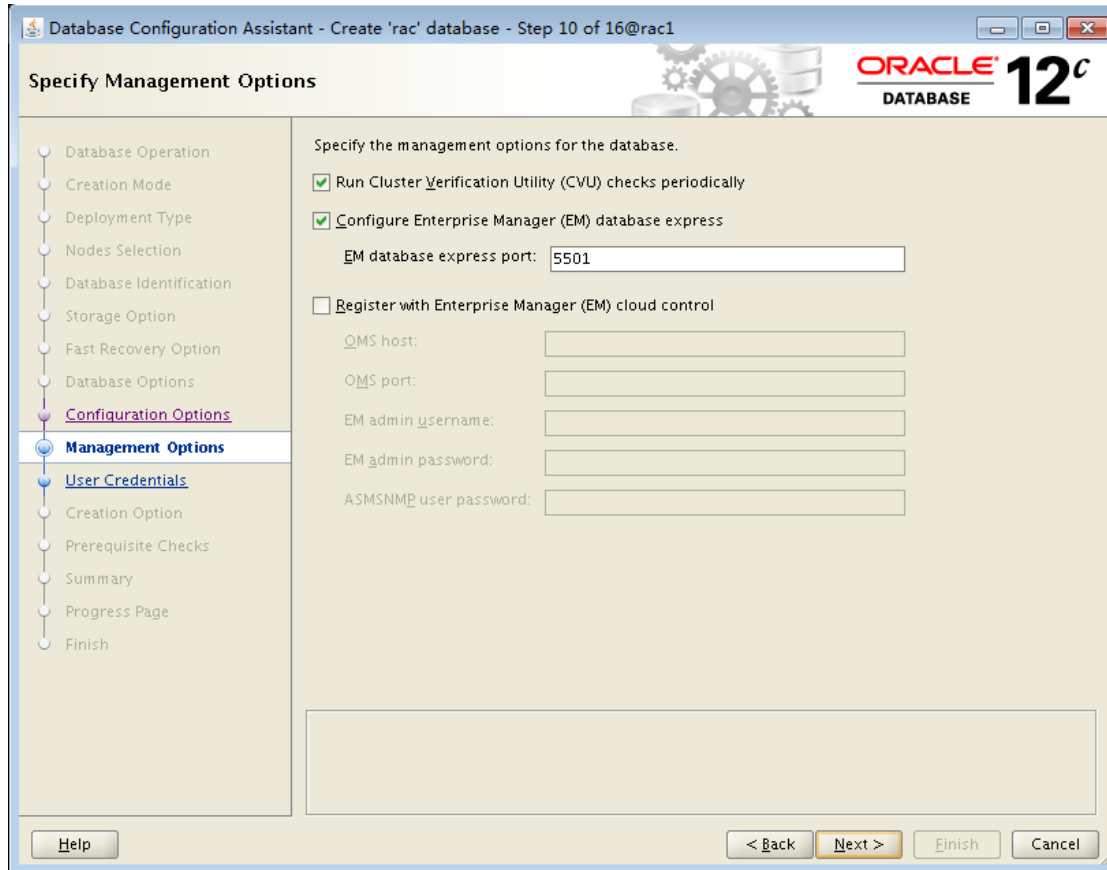 Database Configuration Assistant - Create 'rac' database - Step 10 of 16@rac1
Specify Management Options
ORACLE
DATABASE
12c
Database Operation
Creation Mode
Deployment Type
Nodes Selection
Database Identification
Storage Option
Fast Recovery Option
Database Options
Configuration Options
Management Options
User Credentials
Creation Option
Prerequisite Checks
Summary
Progress Page
Finish
Specify the management options for the database.
Run Cluster Verification Utility (CVU) checks periodically
Configure Enterprise Manager (EM) database express
EM database express port: 5501
Register with Enterprise Manager (EM) cloud control
OMS host:
OMS port:
EM admin username:
EM admin password:
ASMSNMP user password:
Help
< Back
Next >
Finish
Cancel